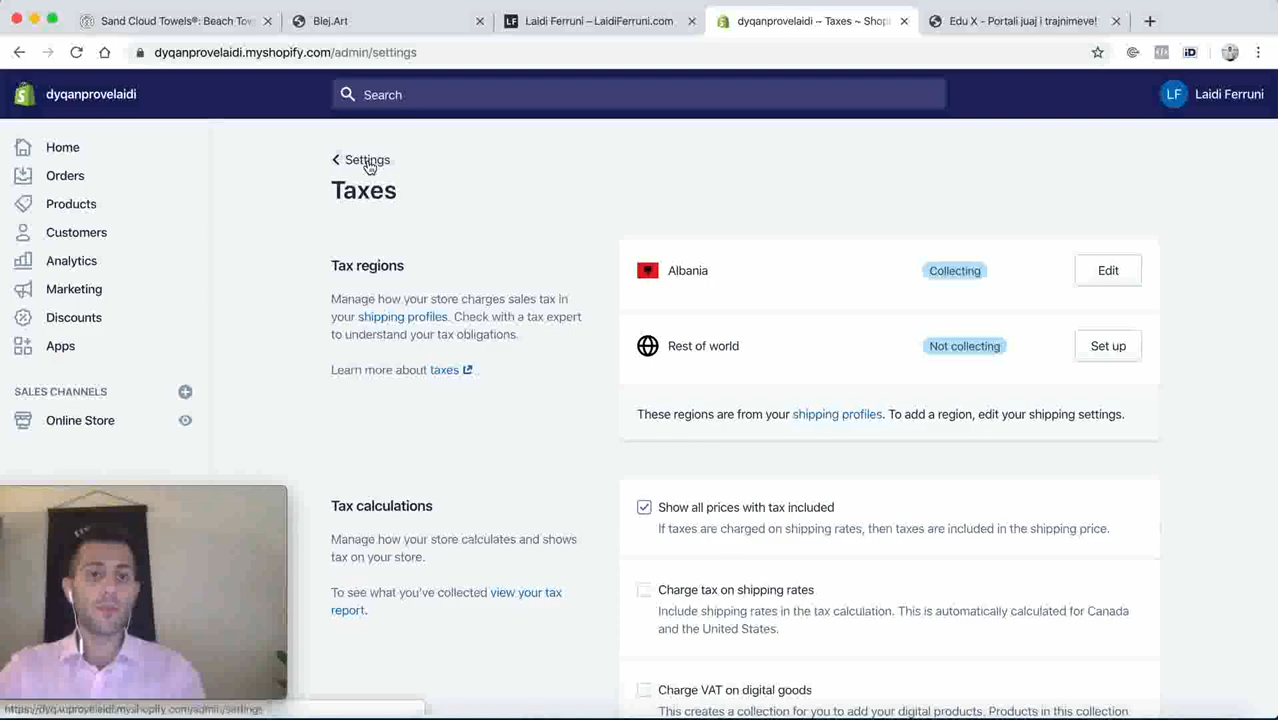 Sand Cloud Towels®: Beach Tow
Blej.Art
LF Laidi Ferruni – LaidiFerruni.com
dyqanprovelaidi ~ Taxes ~ Shop
Edu X - Portali juaj i trajnimeve!
dyqanprovelaidi.myshopify.com/admin/settings
iD
dyqanprovelaidi
Search
LF Laidi Ferruni
Home
Orders
Products
Customers
Analytics
Marketing
Discounts
Apps
SALES CHANNELS
Online Store
Settings
Taxes
Tax regions
Manage how your store charges sales tax in
your shipping profiles. Check with a tax expert
to understand your tax obligations.
Learn more about taxes
Albania Collecting Edit
Rest of world Not collecting Set up
These regions are from your shipping profiles. To add a region, edit your shipping settings.
Tax calculations
Manage how your store calculates and shows
tax on your store.
To see what you've collected view your tax
report.
Show all prices with tax included
If taxes are charged on shipping rates, then taxes are included in the shipping price.
Charge tax on shipping rates
Include shipping rates in the tax calculation. This is automatically calculated for Canada
and the United States.
Charge VAT on digital goods
This creates a collection for you to add your digital products. Products in this collection
https://dyqanprovelaidi.myshopify.com/admin/settings